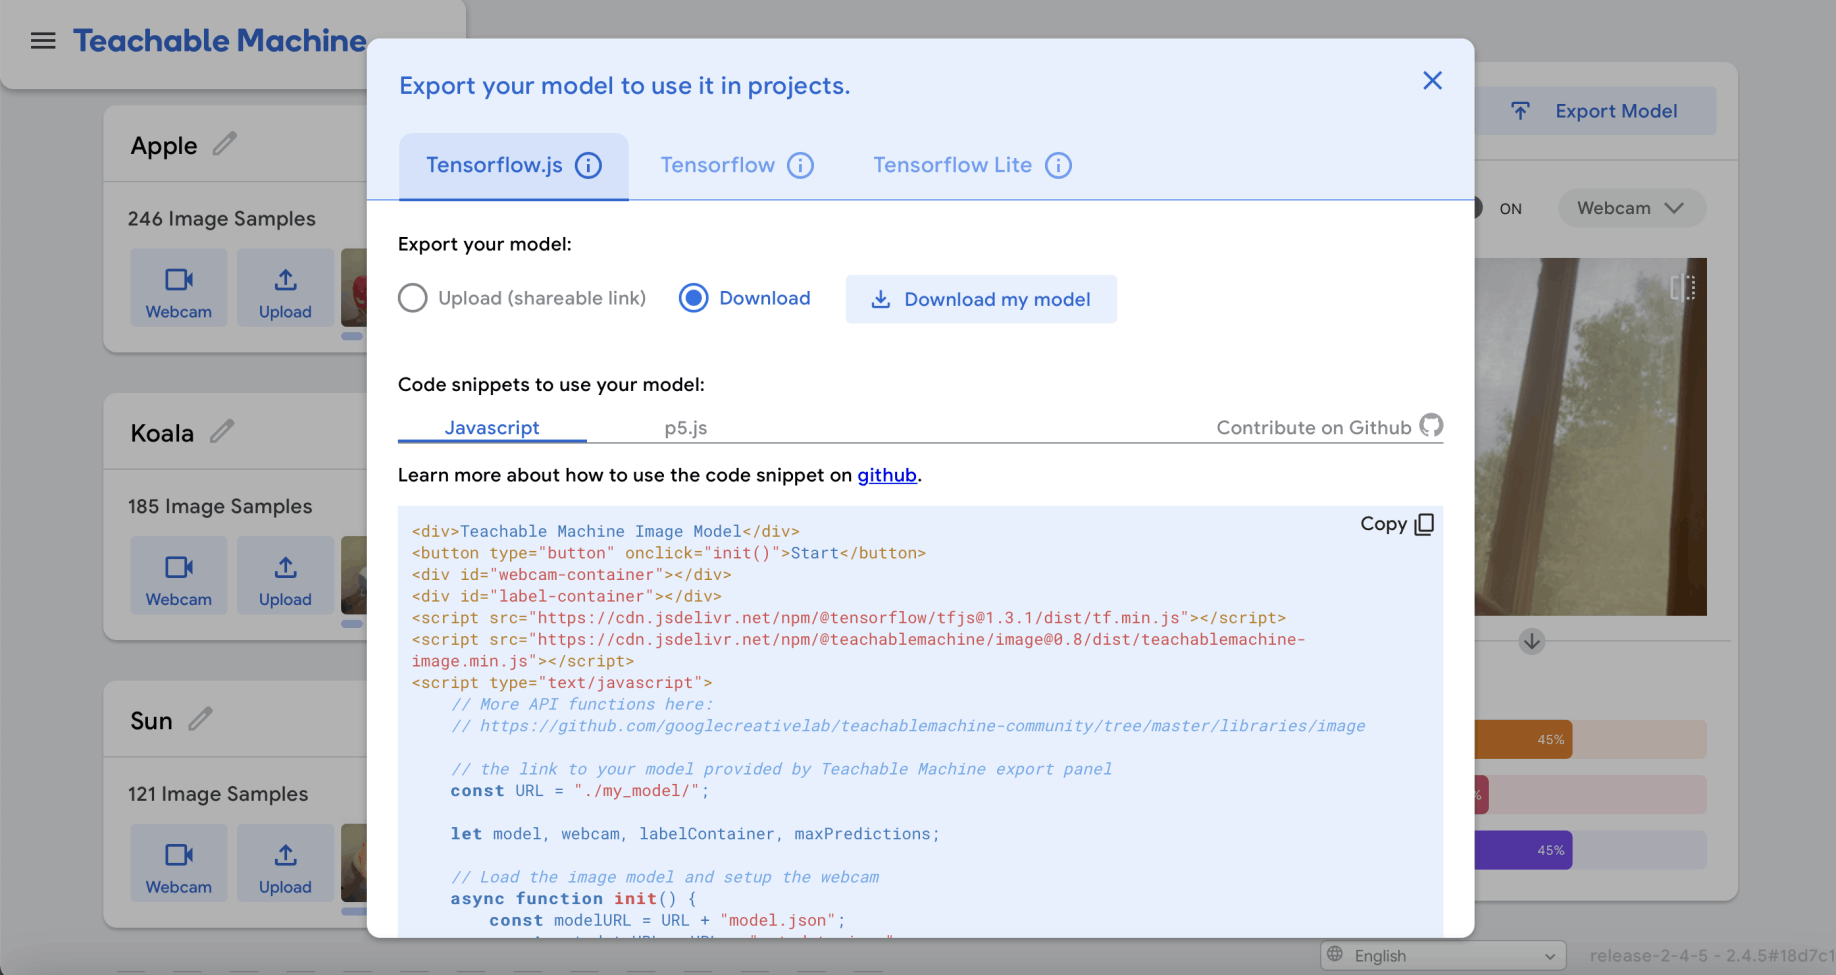 Teachable Machine
Export your model to use it in projects.
Export Model
Tensorflow.js
Tensorflow
Tensorflow Lite
Apple
246 Image Samples
Webcam
Upload
ON
Webcam
Export your model:
Upload (shareable link)
Download
Download my model
Code snippets to use your model:
Javascript
p5.js
Contribute on Github
Koala
185 Image Samples
Webcam
Upload
Learn more about how to use the code snippet on github.
Copy
<div>Teachable Machine Image Model</div>
<button type="button" onclick="init()">Start</button>
<div id="webcam-container"></div>
<div id="label-container"></div>
<script src="https://cdn.jsdelivr.net/npm/@tensorflow/tfjs@1.3.1/dist/tf.min.js"></script>
<script src="https://cdn.jsdelivr.net/npm/@teachablemachine/image@0.8/dist/teachablemachine-
image.min.js"></script>
<script type="text/javascript">
// More API functions here:
// https://github.com/googlecreativelab/teachablemachine-community/tree/master/libraries/image
// the link to your model provided by Teachable Machine export panel
const URL = "./my_model/";
let model, webcam, labelContainer, maxPredictions;
// Load the image model and setup the webcam
async function init() {
const modelURL = URL + "model.json";
Sun
121 Image Samples
Webcam
Upload
45%
%
45%
English
release-2-4-5 - 2.4.5#18d7c1